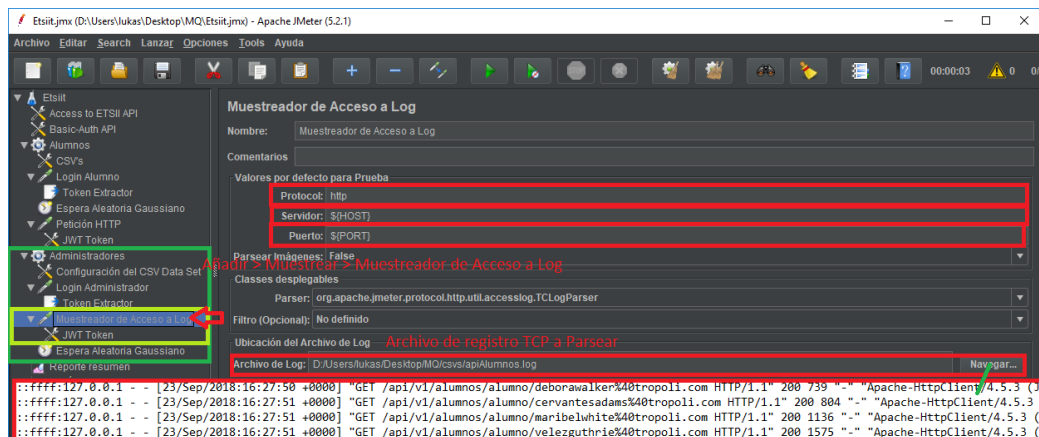 Etsiit.jmx (D:\Users\lukas\Desktop\MQ\Etsiit.jmx) - Apache JMeter (5.2.1)
Archivo Editar Search Lanzar Opciones Tools Ayuda
00:00:03 0 0/
Etsiit
Access to ETSII API
Basic-Auth API
Alumnos
CSV's
Login Alumno
Token Extractor
Espera Aleatoria Gaussiano
Petición HTTP
JWT Token
Administradores
Configuración del CSV Data Set
Login Administrador
Token Extractor
Muestreador de Acceso a Log
JWT Token
Espera Aleatoria Gaussiano
Reporte resumen
Muestreador de Acceso a Log
Nombre: Muestreador de Acceso a Log
Comentarios
Valores por defecto para Prueba
Protocol: http
Servidor: ${HOST}
Puerto: ${PORT}
Parsear Imágenes: False
Añadir > Muestrear > Muestreador de Acceso a Log
Classes desplegables
Parser: org.apache.jmeter.protocol.http.util.accesslog.TCLogParser
Filtro (Opcional): No definido
Ubicación del Archivo de Log
Archivo de registro TCP a Parsear
Archivo de Log: D:/Users/lukas/Desktop/MQ/csvs/apiAlumnos.log Navegar...
::ffff:127.0.0.1 - - [23/Sep/2018:16:27:50 +0000] "GET /api/v1/alumnos/alumno/deborawalker%40tropoli.com HTTP/1.1" 200 739 "-" "Apache-HttpClient/4.5.3 (J
::ffff:127.0.0.1 - - [23/Sep/2018:16:27:51 +0000] "GET /api/v1/alumnos/alumno/cervantesadams%40tropoli.com HTTP/1.1" 200 804 "-" "Apache-HttpClient/4.5.3
::ffff:127.0.0.1 - - [23/Sep/2018:16:27:51 +0000] "GET /api/v1/alumnos/alumno/maribelwhite%40tropoli.com HTTP/1.1" 200 1136 "-" "Apache-HttpClient/4.5.3 (
::ffff:127.0.0.1 - - [23/Sep/2018:16:27:51 +0000] "GET /api/v1/alumnos/alumno/velezguthrie%40tropoli.com HTTP/1.1" 200 1575 "-" "Apache-HttpClient/4.5.3 (